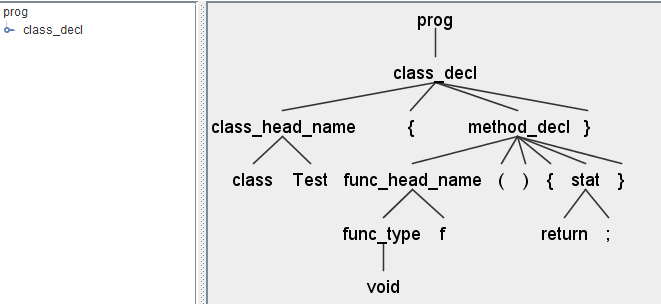 prog
class_decl
prog
class_decl
class_head_name { method_decl }
class Test func_head_name ( ) { stat }
func_type f return ;
void